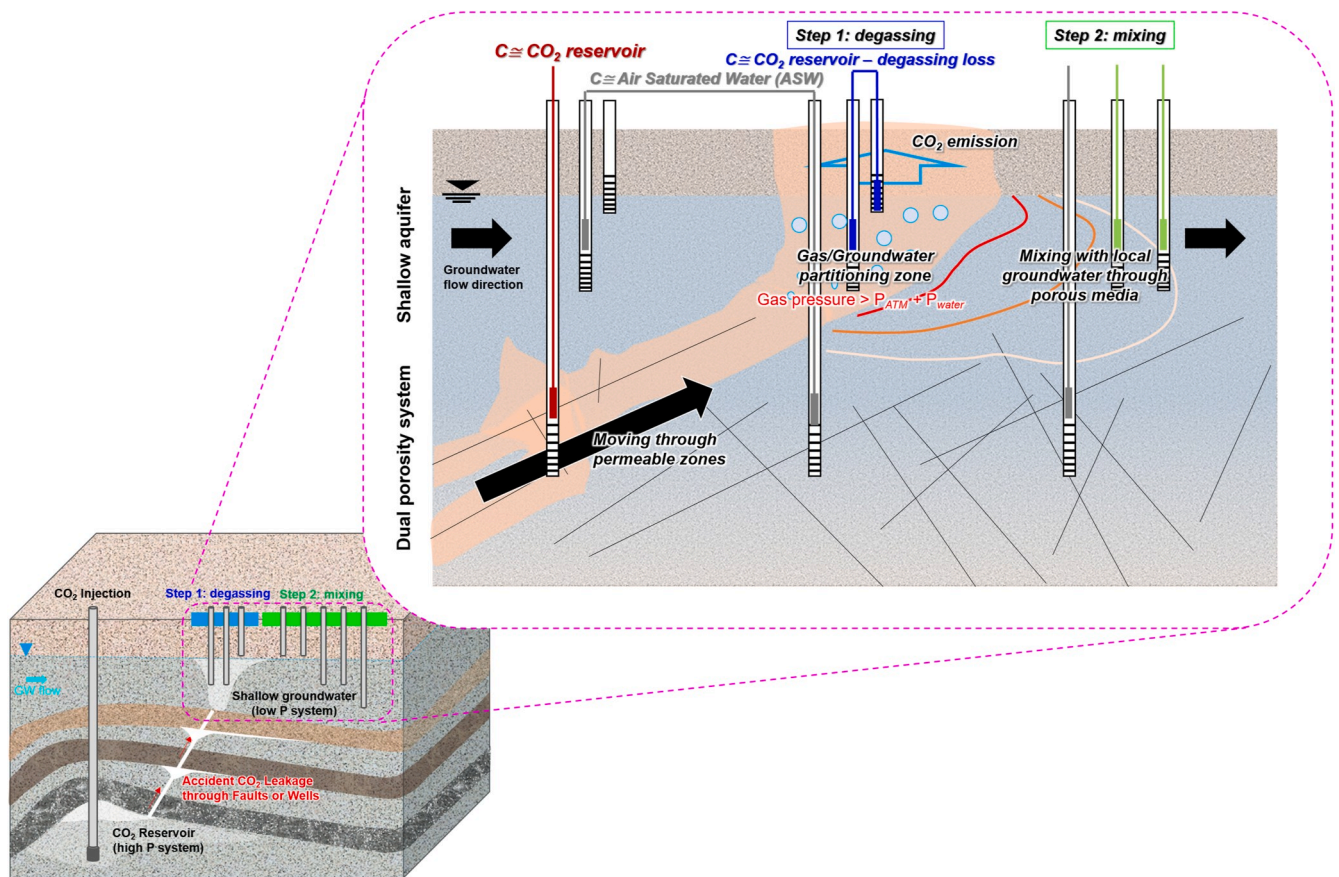 Step 1: degassing
Step 2: mixing
C≅CO₂ reservoir
C≅CO₂ reservoir – degassing loss
C≅Air Saturated Water (ASW)
CO₂ emission
Shallow aquifer
Groundwater
flow direction
Gas/Groundwater
partitioning zone
Gas pressure > P_ATM + P_water
Mixing with local
groundwater through
porous media
Dual porosity system
Moving through
permeable zones
CO₂ Injection
Step 1: degassing
Step 2: mixing
GW flow
Shallow groundwater
(low P system)
Accident CO₂ Leakage
through Faults or Wells
CO₂ Reservoir
(high P system)